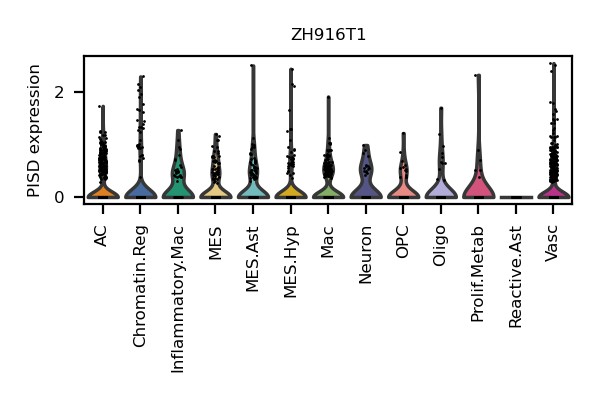 ZH916T1
PISD expression
2
0
AC
Chromatin.Reg
Inflammatory.Mac
MES
MES.Ast
MES.Hyp
Mac
Neuron
OPC
Oligo
Prolif.Metab
Reactive.Ast
Vasc